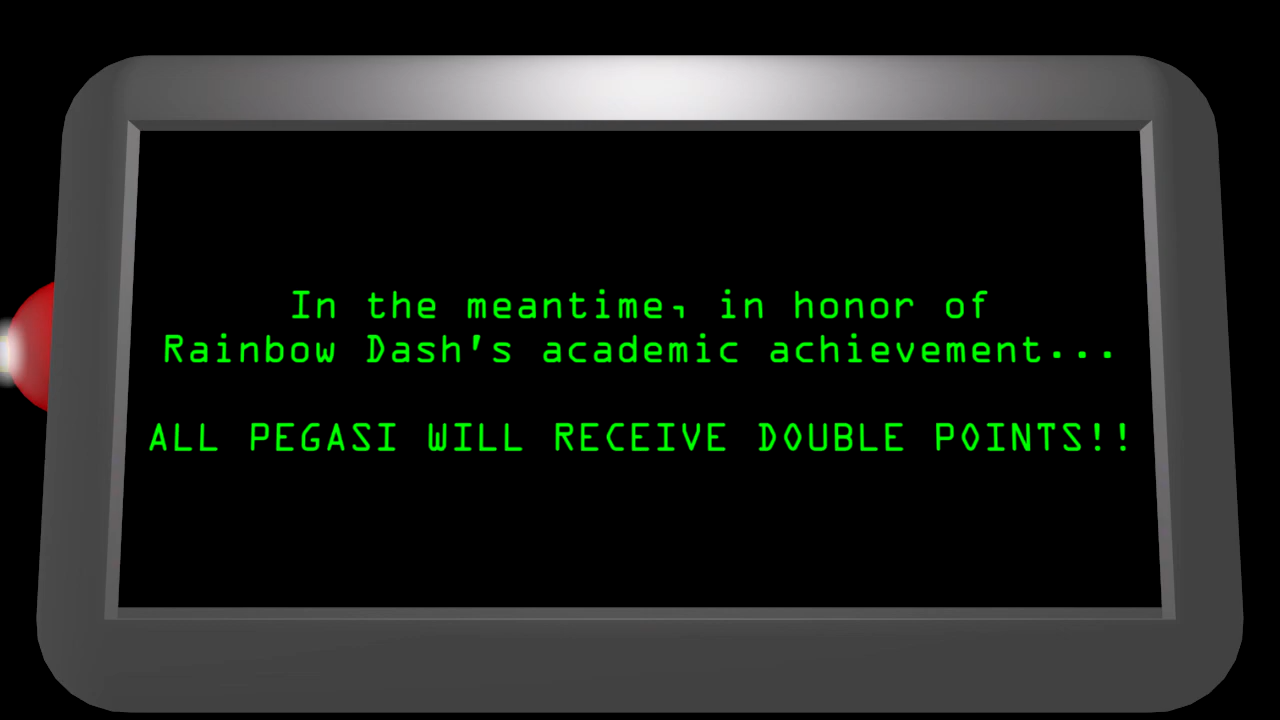 In the meantime, in honor of
Rainbow Dash's academic achievement...
ALL PEGASI WILL RECEIVE DOUBLE POINTS!!